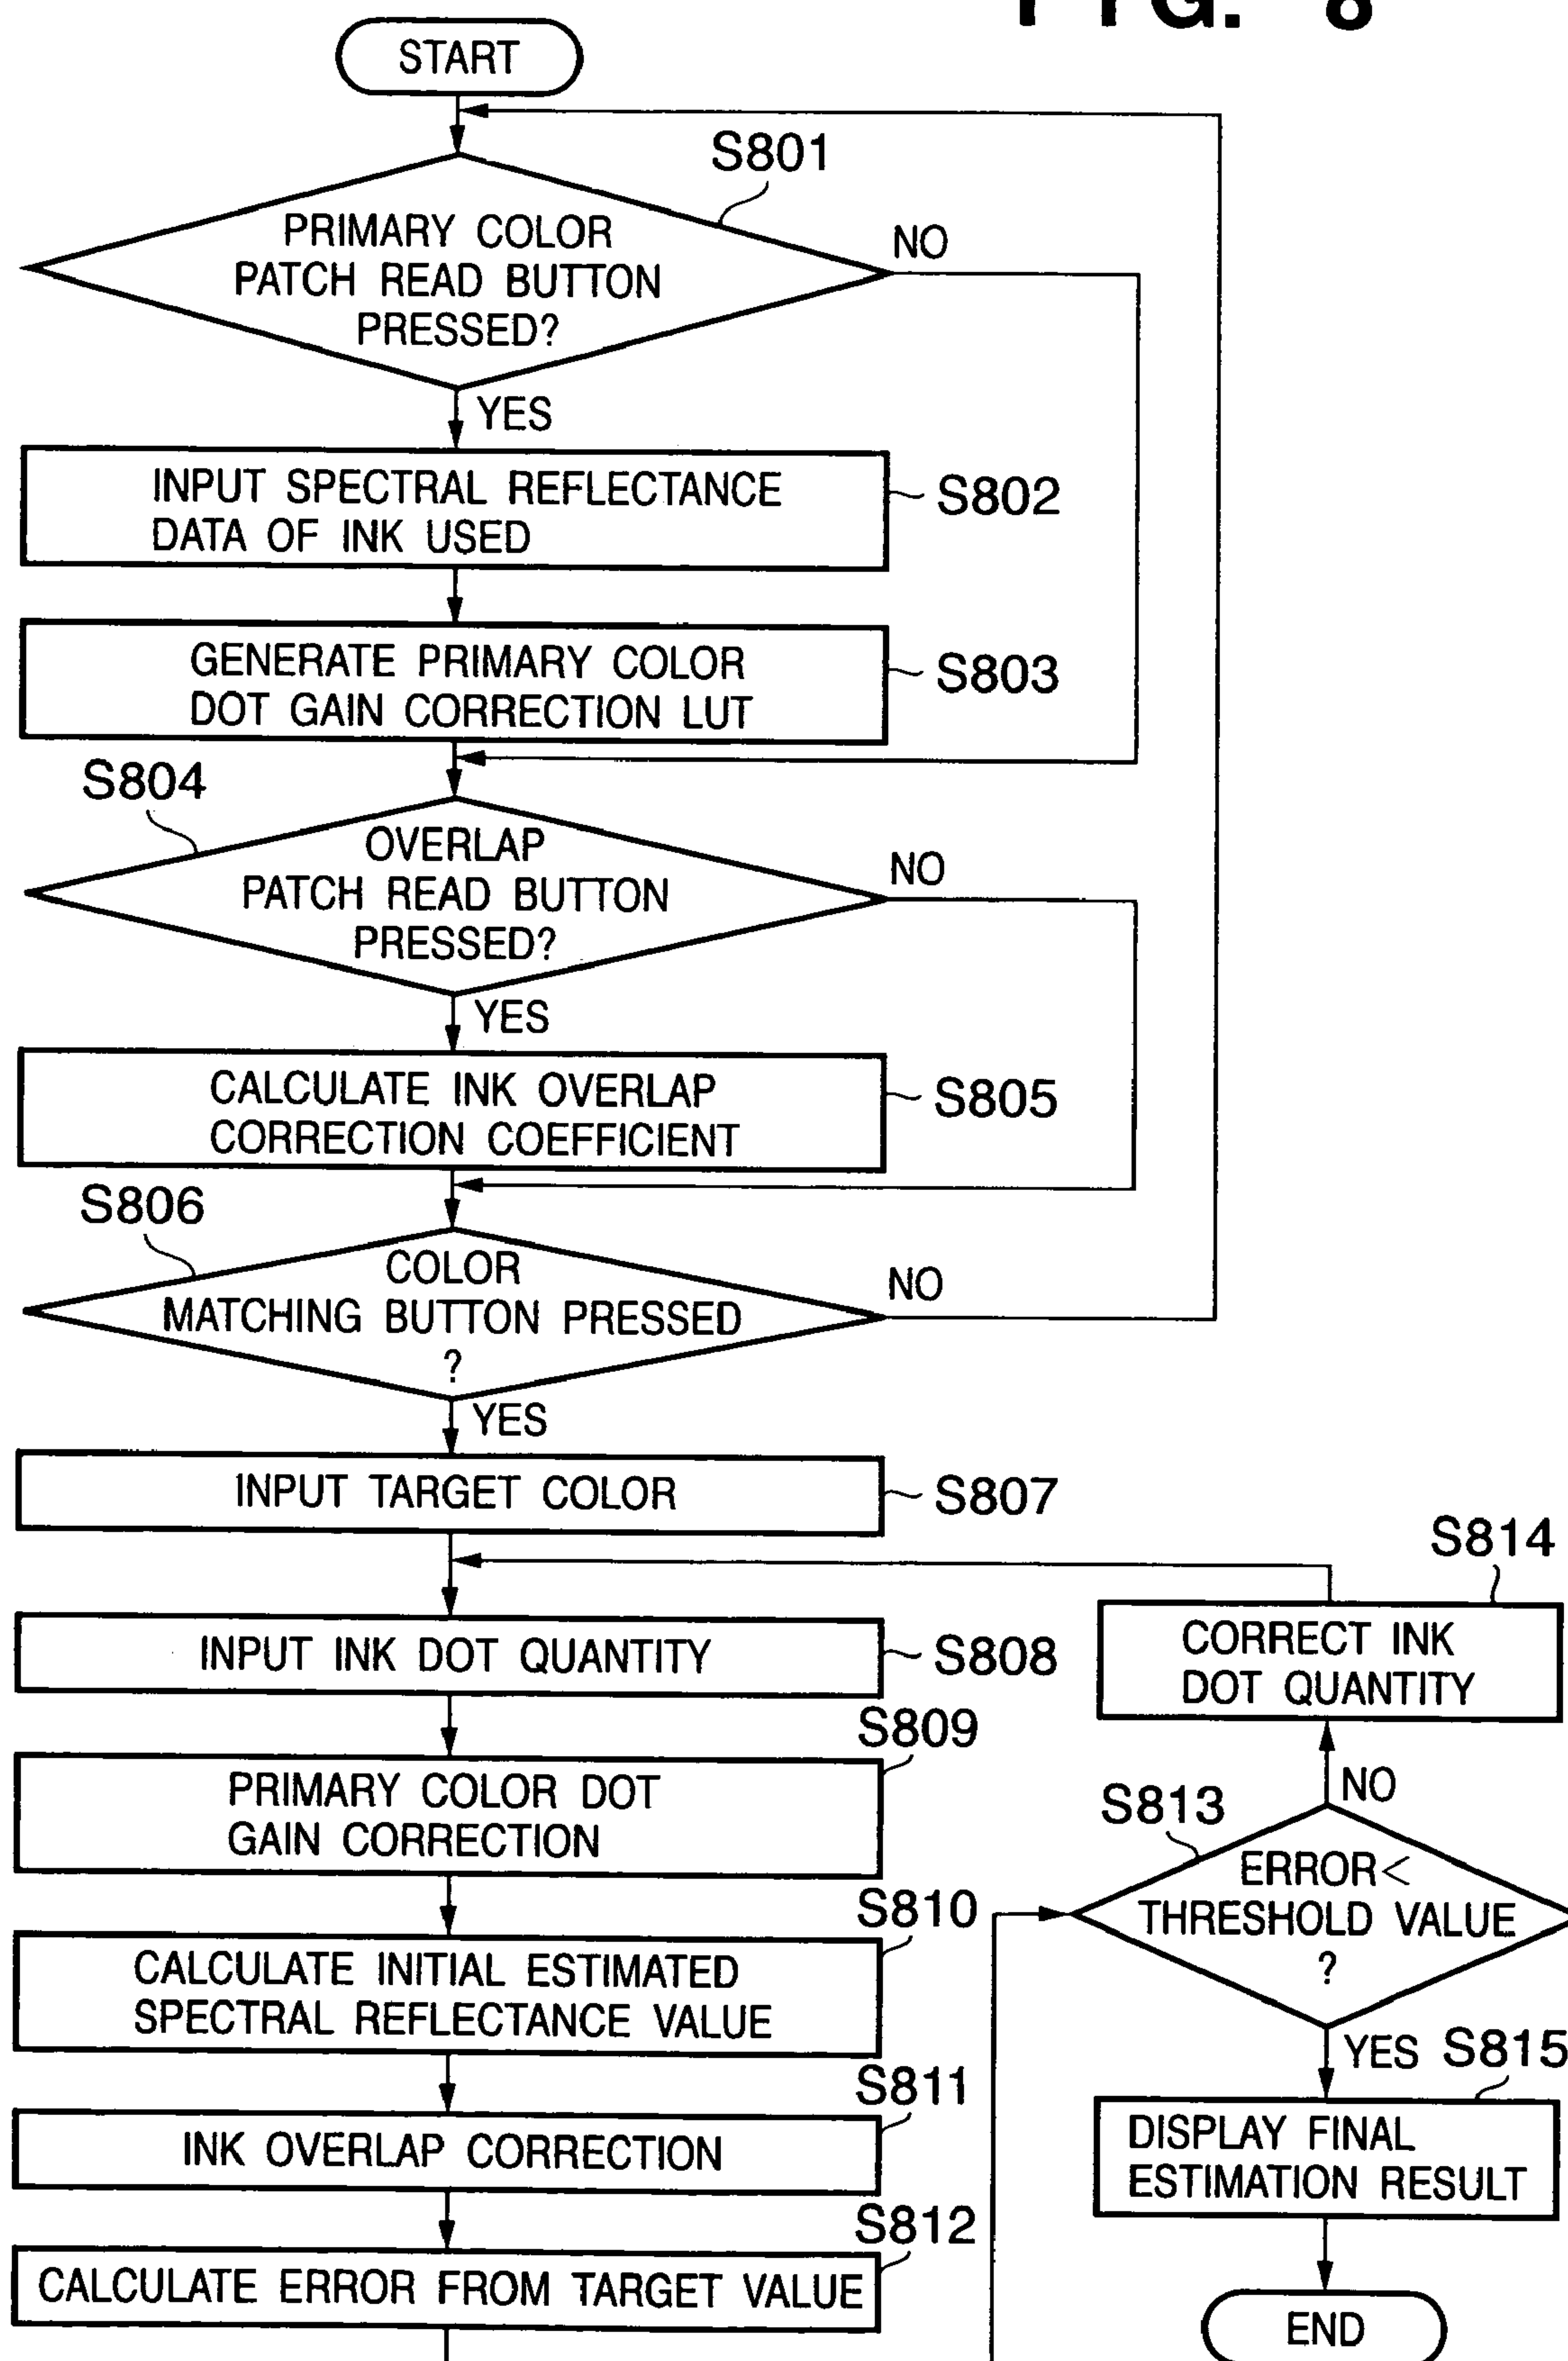 FIG. 8
START
S801
PRIMARY COLOR
PATCH READ BUTTON
PRESSED?
NO
YES
INPUT SPECTRAL REFLECTANCE
DATA OF INK USED
S802
GENERATE PRIMARY COLOR
DOT GAIN CORRECTION LUT
S803
S804
OVERLAP
PATCH READ BUTTON
PRESSED?
NO
YES
CALCULATE INK OVERLAP
CORRECTION COEFFICIENT
S805
S806
COLOR
MATCHING BUTTON PRESSED
?
NO
YES
INPUT TARGET COLOR
S807
INPUT INK DOT QUANTITY
S808
S809
PRIMARY COLOR DOT
GAIN CORRECTION
S810
CALCULATE INITIAL ESTIMATED
SPECTRAL REFLECTANCE VALUE
S811
INK OVERLAP CORRECTION
S812
CALCULATE ERROR FROM TARGET VALUE
S814
CORRECT INK
DOT QUANTITY
NO
S813
ERROR<
THRESHOLD VALUE
?
YES
S815
DISPLAY FINAL
ESTIMATION RESULT
END